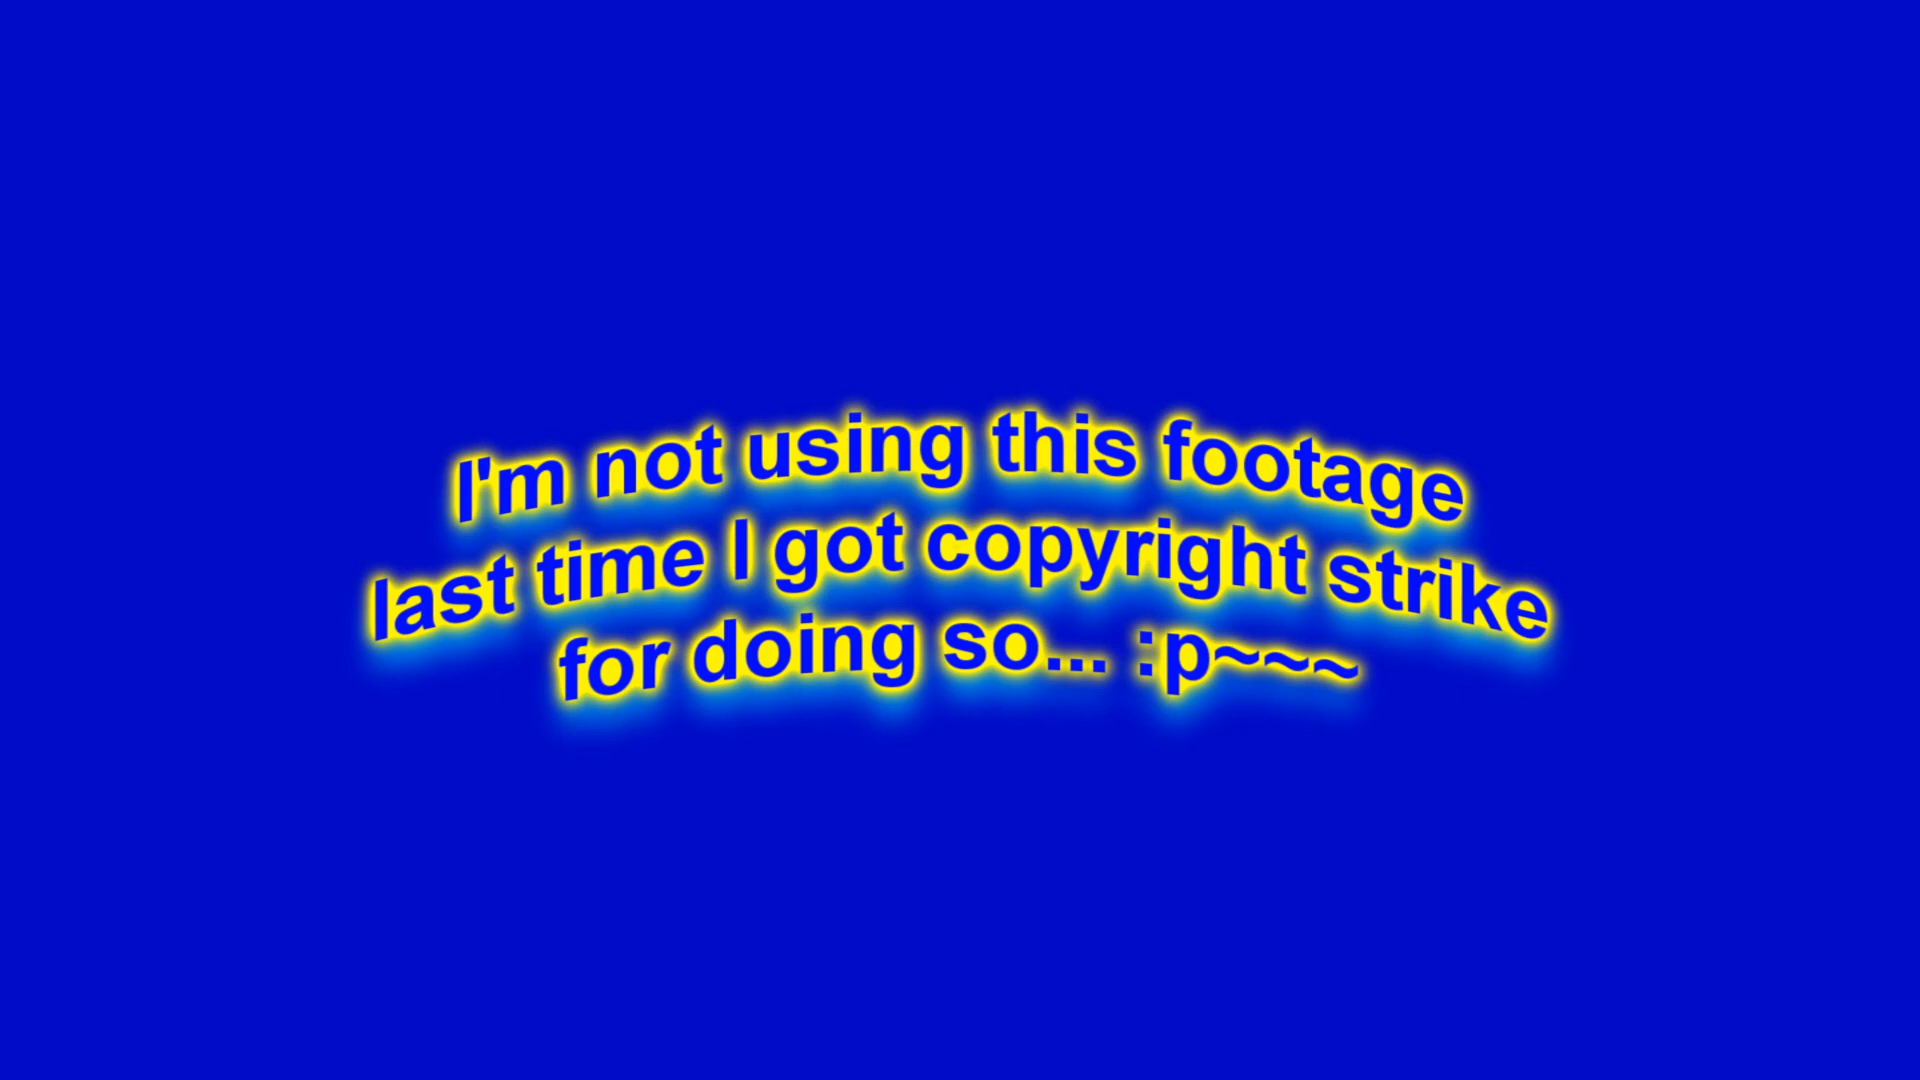 I'm not using this footage
last time I got copyright strike
for doing so... :p~~~